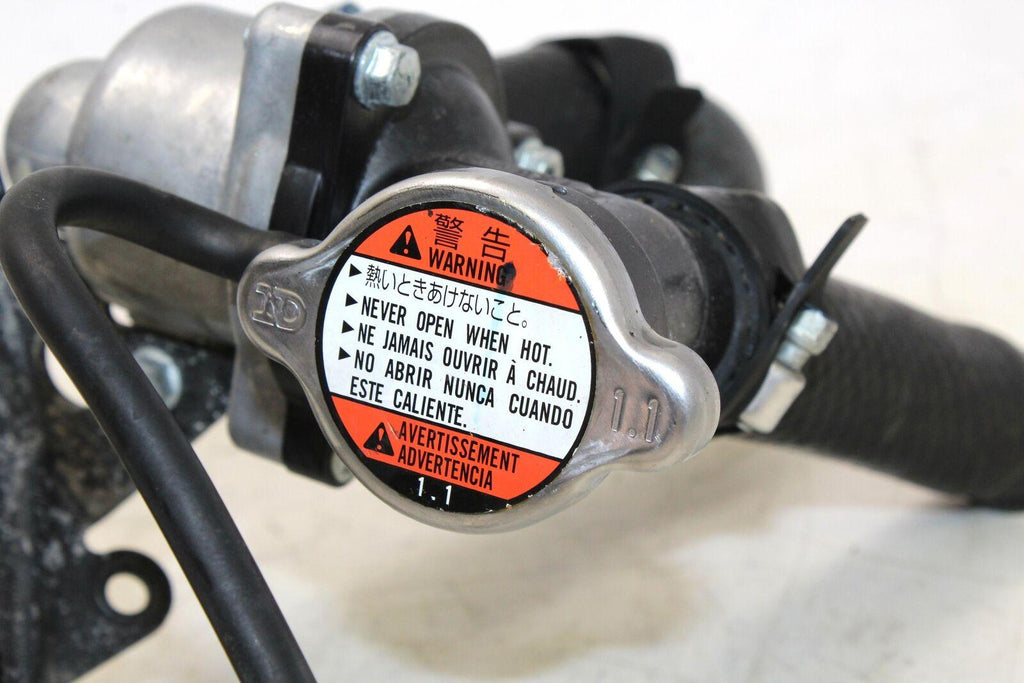 警告
WARNING
熱いときあけないこと。
NEVER OPEN WHEN HOT.
NE JAMAIS OUVRIR À CHAUD.
NO ABRIR NUNCA CUANDO
ESTE CALIENTE.
AVERTISSEMENT
ADVERTENCIA
1.1
1.1